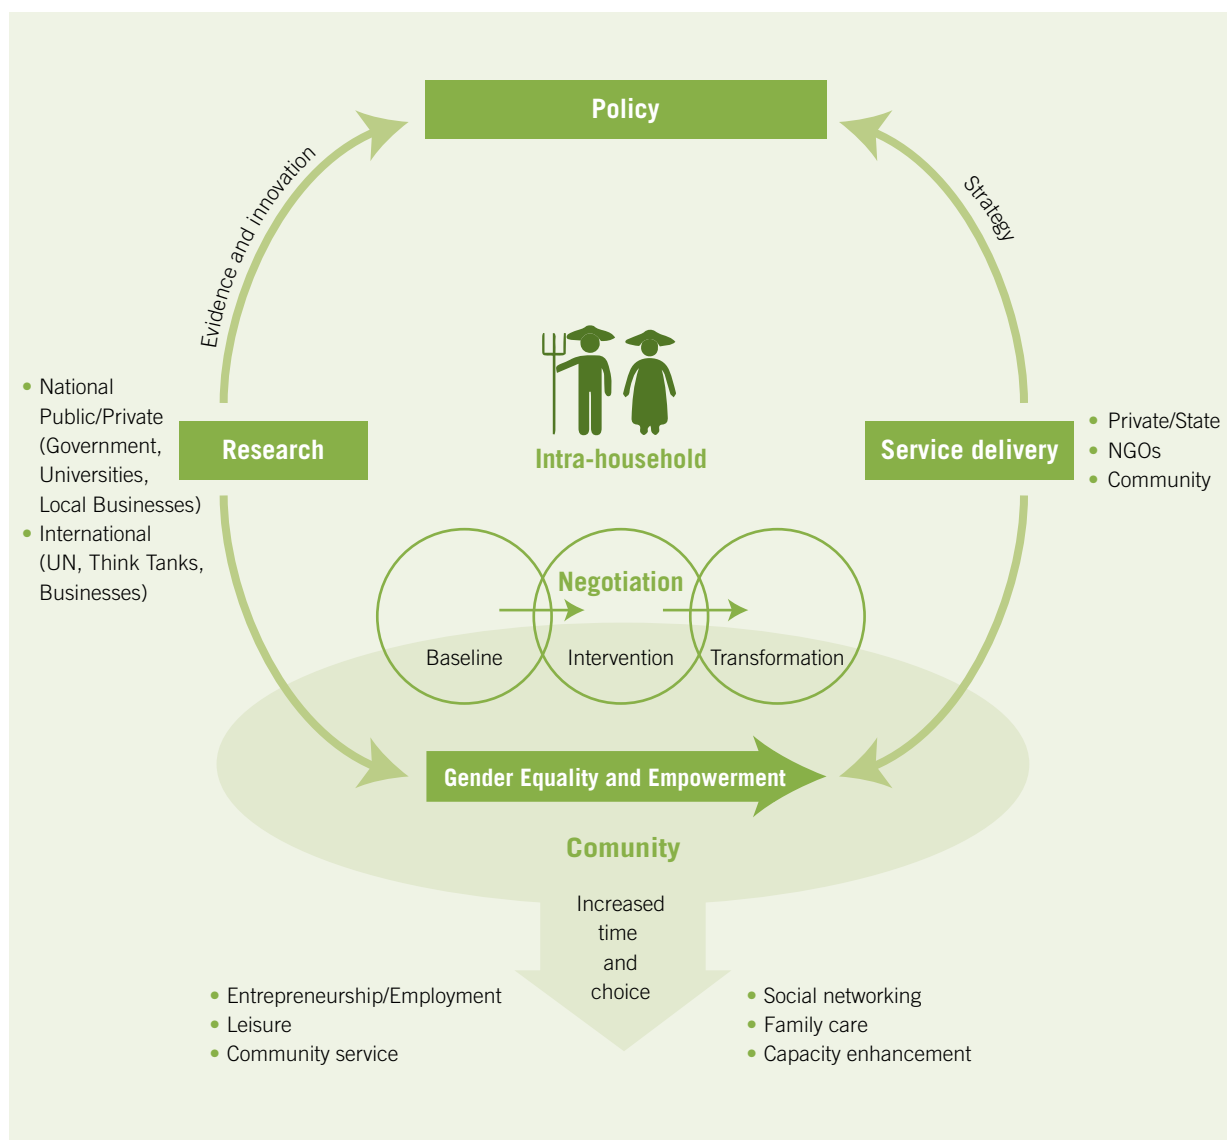 Policy
Evidence and innovation
Strategy
• National
Public/Private
(Government,
Universities,
Local Businesses)
• International
(UN, Think Tanks,
Businesses)
Research
Intra-household
Service delivery
• Private/State
• NGOs
• Community
Negotiation
Baseline
Intervention
Transformation
Gender Equality and Empowerment
Comunity
Increased
time
and
choice
• Entrepreneurship/Employment
• Leisure
• Community service
• Social networking
• Family care
• Capacity enhancement